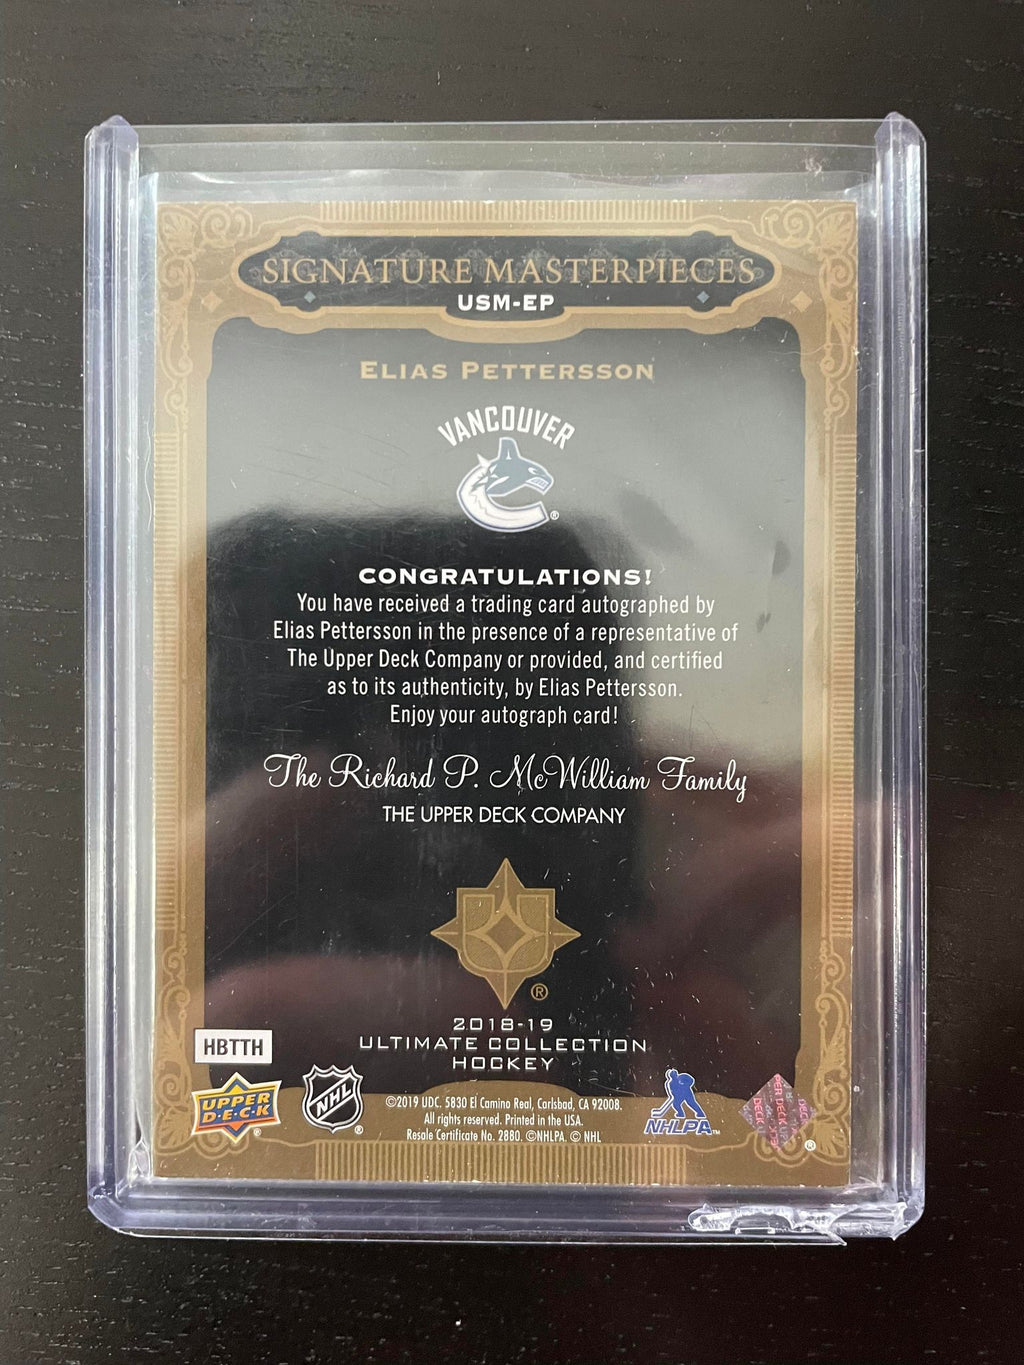 SIGNATURE MASTERPIECES
USM-EP
ELIAS PETTERSSON
VANCOUVER
®
CONGRATULATIONS!
You have received a trading card autographed by
Elias Pettersson in the presence of a representative of
The Upper Deck Company or provided, and certified
as to its authenticity, by Elias Pettersson.
Enjoy your autograph card!
The Richard P. McWilliam Family
THE UPPER DECK COMPANY
®
2018-19
ULTIMATE COLLECTION
HOCKEY
HBTTH
UPPER
D·E·C·K
®
NHL
®
©2019 UDC. 5830 El Camino Real, Carlsbad, CA 92008.
All rights reserved. Printed in the USA.
Resale Certificate No. 2880. ©NHLPA. © NHL
NHLPA™
®